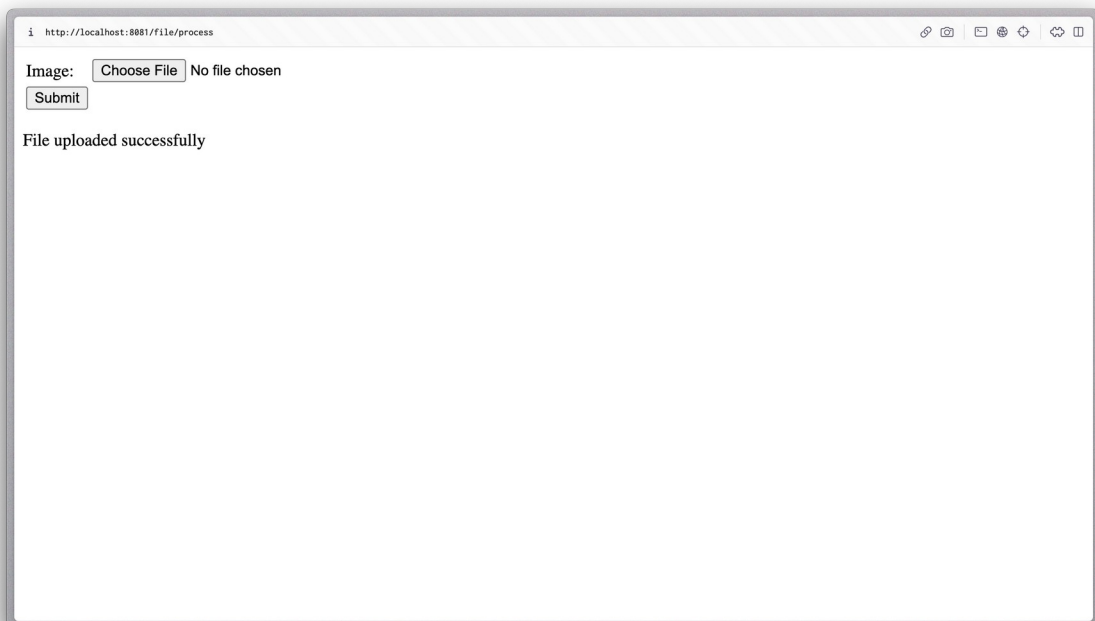 i http://localhost:8081/file/process
Image: Choose File No file chosen
Submit
File uploaded successfully